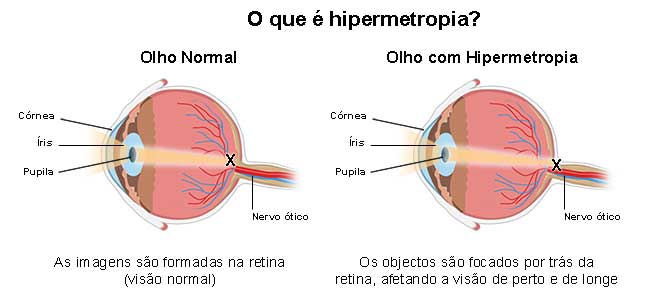 O que é hipermetropia?
Olho Normal
Córnea
Íris
Pupila
X
Nervo ótico
As imagens são formadas na retina
(visão normal)
Olho com Hipermetropia
Córnea
Íris
Pupila
X
Nervo ótico
Os objectos são focados por trás da
retina, afetando a visão de perto e de longe